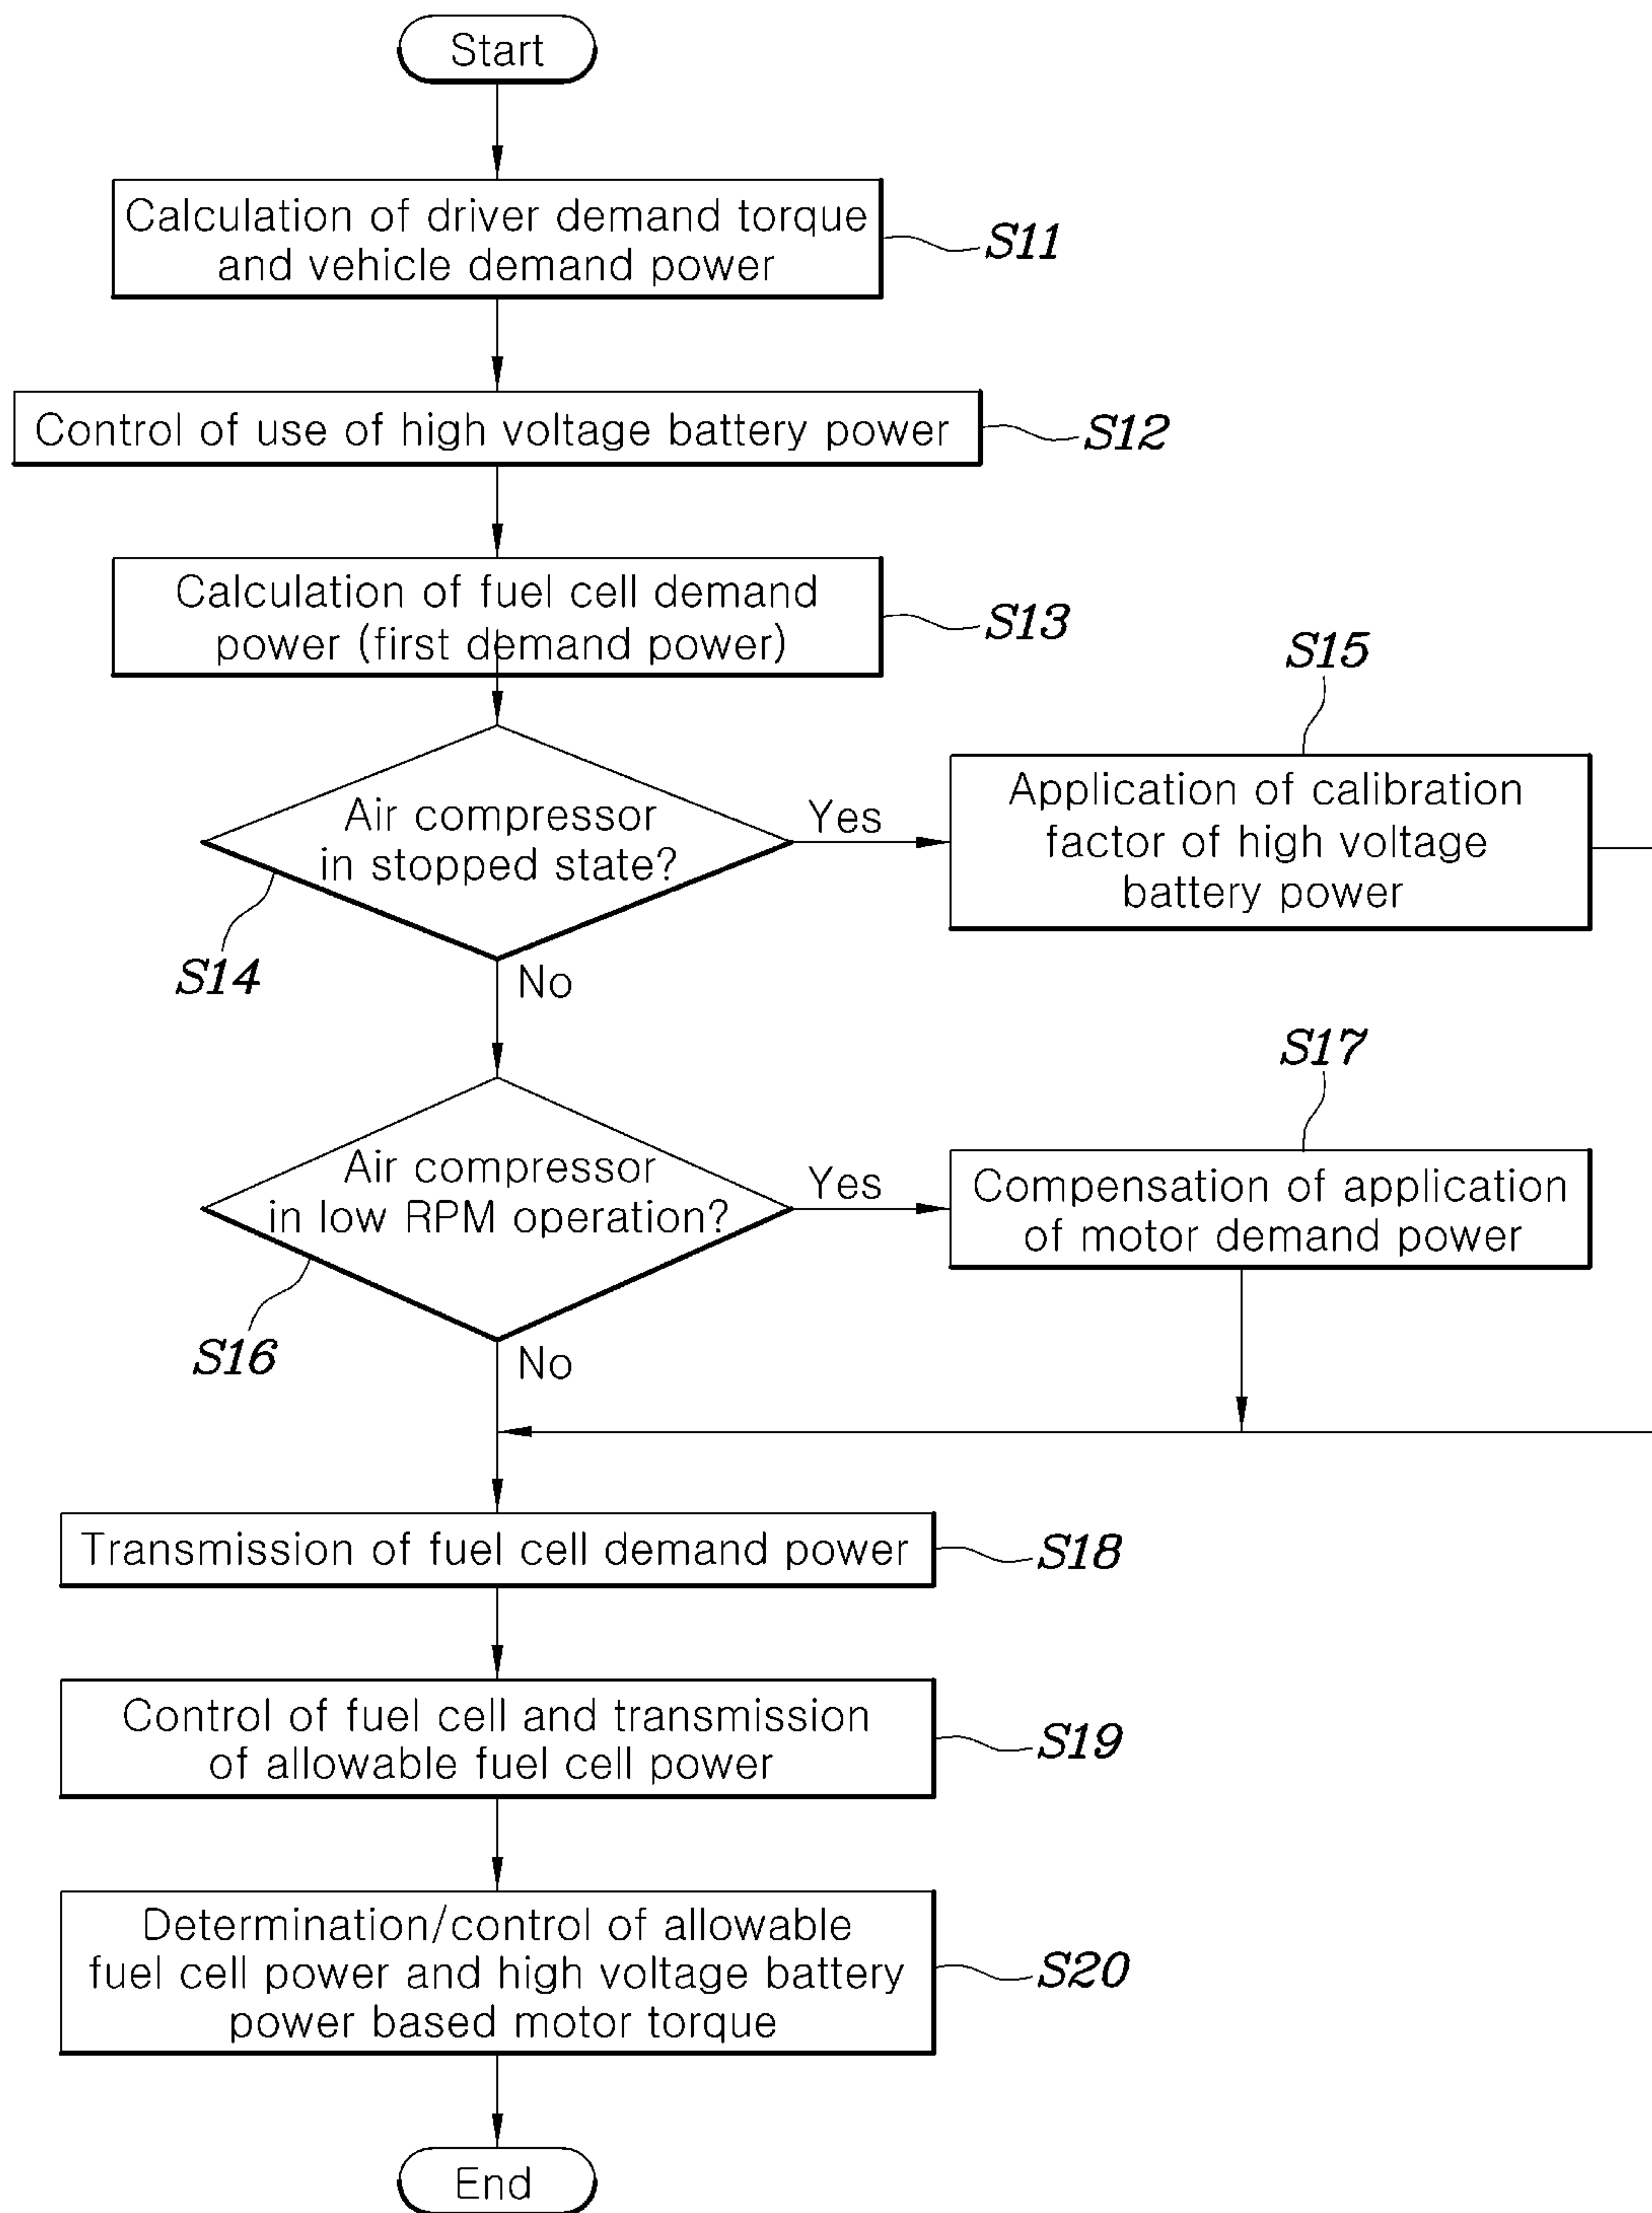 Start
Calculation of driver demand torque
and vehicle demand power
S11
Control of use of high voltage battery power
S12
Calculation of fuel cell demand
power (first demand power)
S13
Air compressor
in stopped state?
S14
Yes
No
S15
Application of calibration
factor of high voltage
battery power
Air compressor
in low RPM operation?
S16
Yes
No
S17
Compensation of application
of motor demand power
Transmission of fuel cell demand power
S18
Control of fuel cell and transmission
of allowable fuel cell power
S19
Determination/control of allowable
fuel cell power and high voltage battery
power based motor torque
S20
End